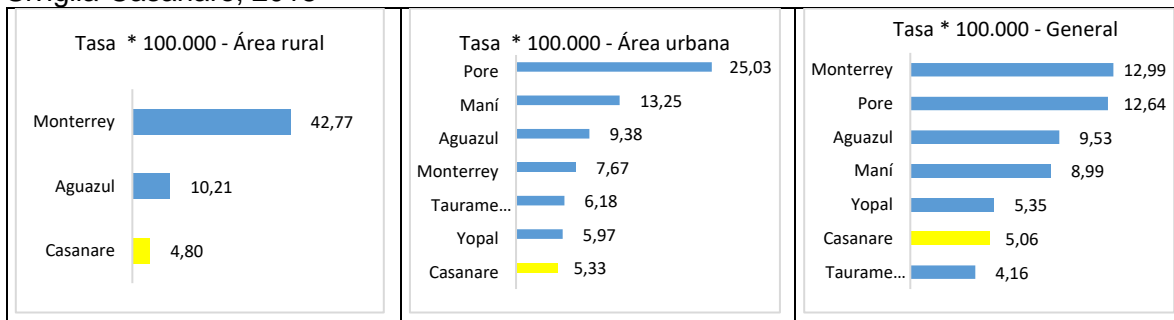 Tasa * 100.000 - Área rural
Monterrey 42,77
Aguazul 10,21
Casanare 4,80
Tasa * 100.000 - Área urbana
Pore 25,03
Maní 13,25
Aguazul 9,38
Monterrey 7,67
Taurame... 6,18
Yopal 5,97
Casanare 5,33
Tasa * 100.000 - General
Monterrey 12,99
Pore 12,64
Aguazul 9,53
Maní 8,99
Yopal 5,35
Casanare 5,06
Taurame... 4,16